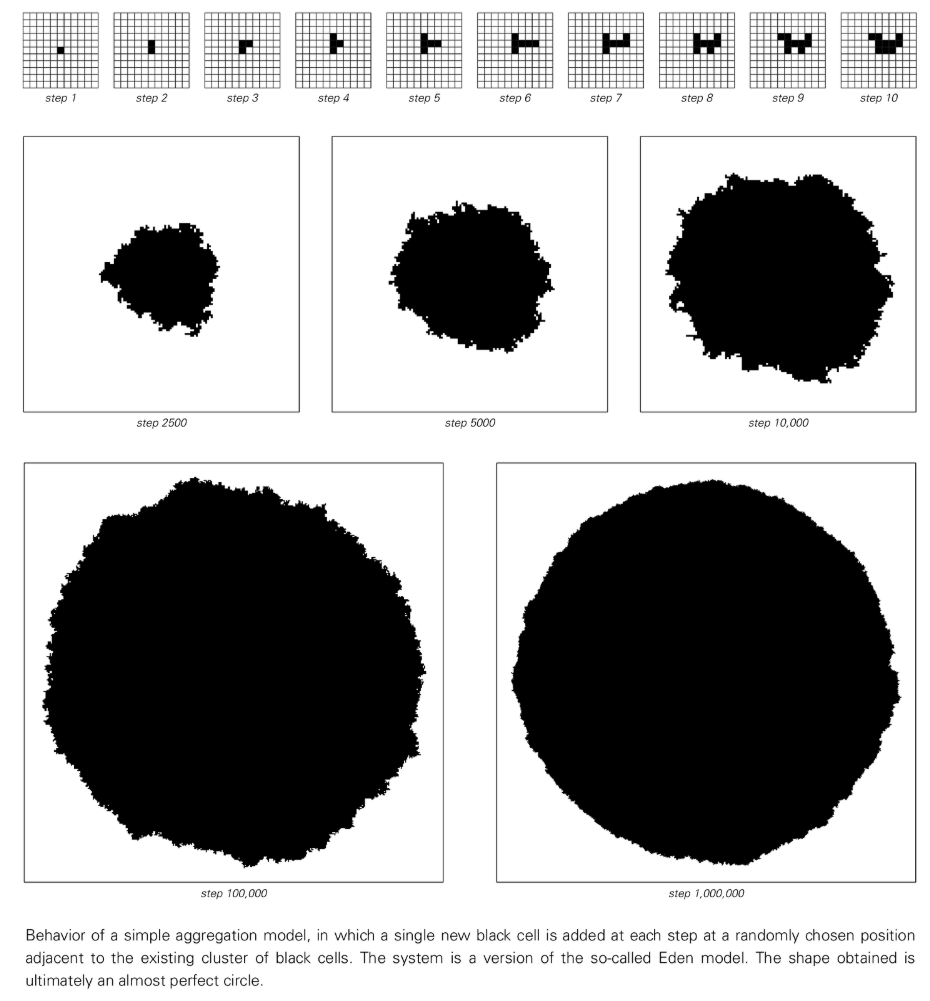 step 1
step 2
step 3
step 4
step 5
step 6
step 7
step 8
step 9
step 10
step 2500
step 5000
step 10,000
step 100,000
step 1,000,000
Behavior of a simple aggregation model, in which a single new black cell is added at each step at a randomly chosen position
adjacent to the existing cluster of black cells. The system is a version of the so-called Eden model. The shape obtained is
ultimately an almost perfect circle.